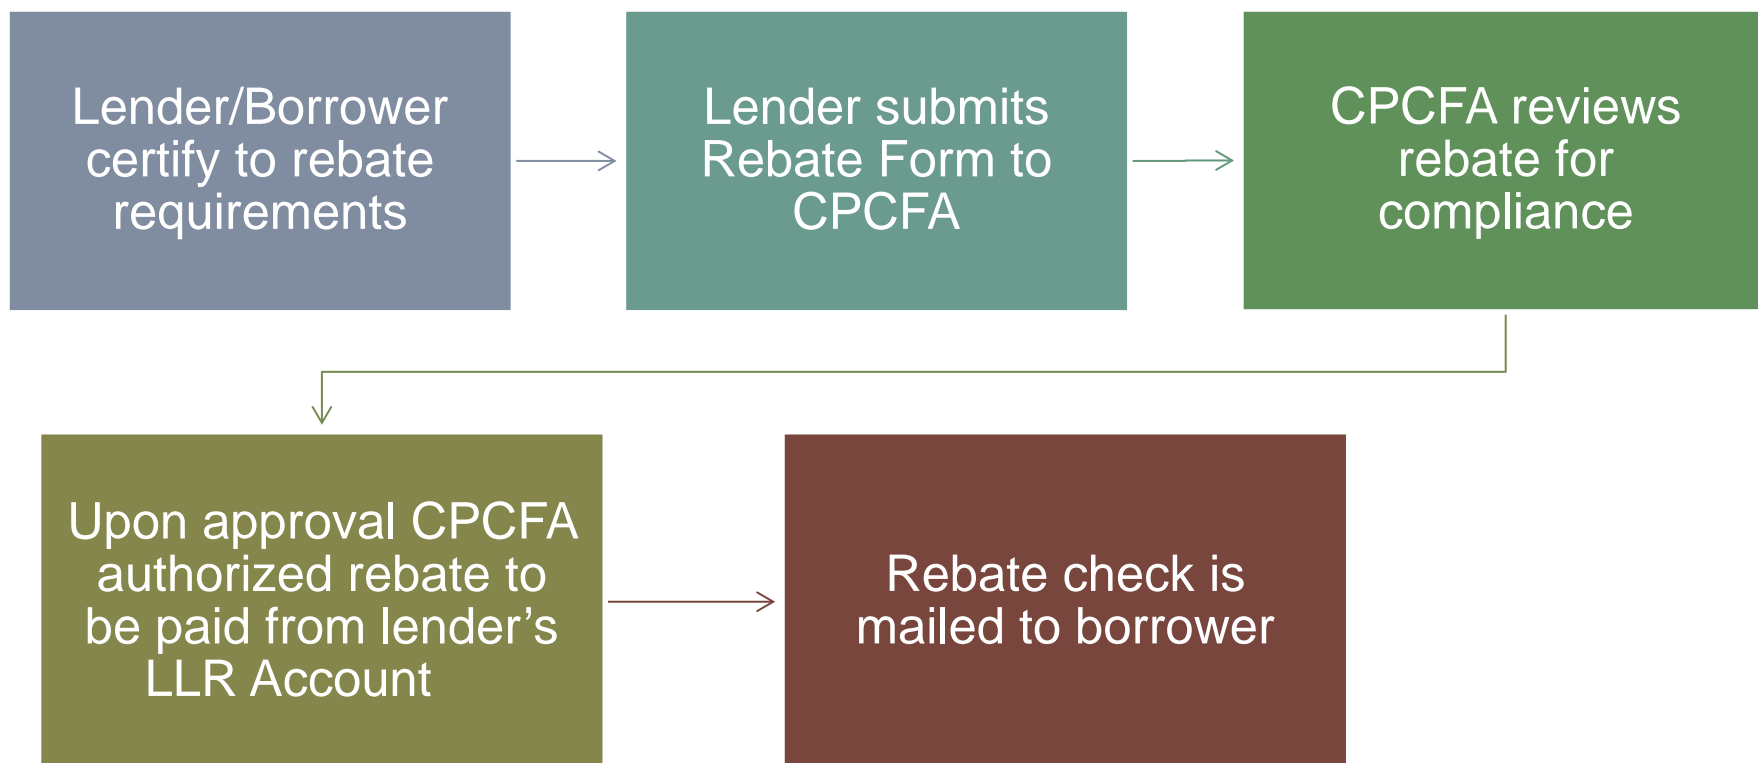 Lender/Borrower
certify to rebate
requirements
Lender submits
Rebate Form to
CPCFA
CPCFA reviews
rebate for
compliance
Upon approval CPCFA
authorized rebate to
be paid from lender’s
LLR Account
Rebate check is
mailed to borrower